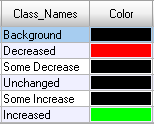 Class_Names Color
Background
Decreased
Some Decrease
Unchanged
Some Increase
Increased